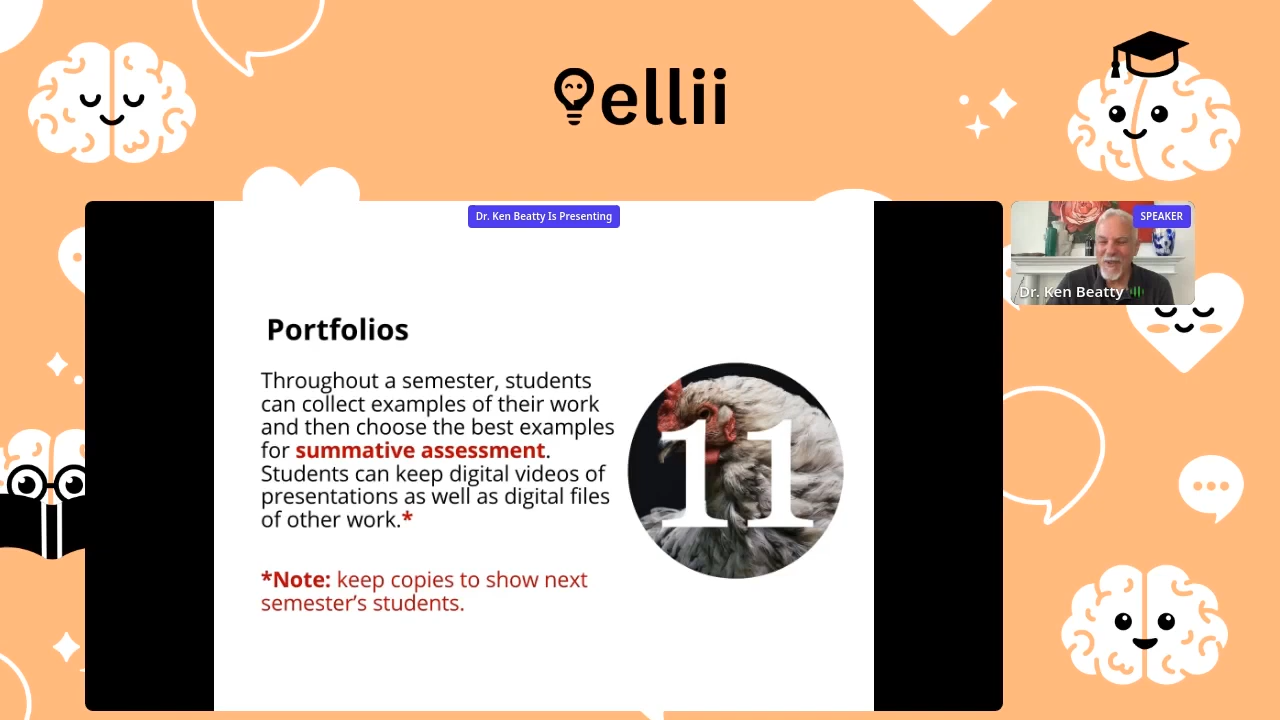 ellii
Dr. Ken Beatty Is Presenting
SPEAKER
Dr. Ken Beatty
Portfolios
Throughout a semester, students
can collect examples of their work
and then choose the best examples
for summative assessment.
Students can keep digital videos of
presentations as well as digital files
of other work.*
11
*Note: keep copies to show next
semester's students.